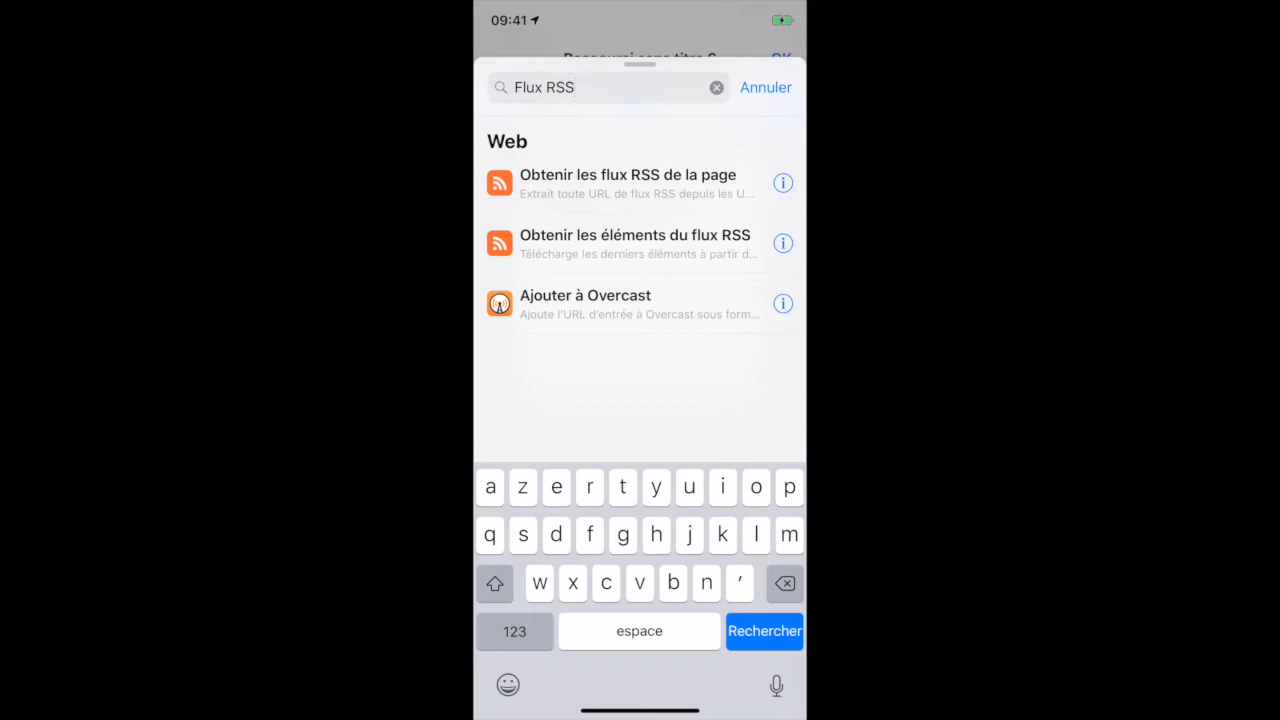 09:41
Flux RSS
Annuler
Web
Obtenir les flux RSS de la page
Extrait toute URL de flux RSS depuis les U...
Obtenir les éléments du flux RSS
Télécharge les derniers éléments à partir d...
Ajouter à Overcast
Ajoute l'URL d'entrée à Overcast sous form...
a z e r t y u i o p
q s d f g h j k l m
w x c v b n ′
123 espace Rechercher